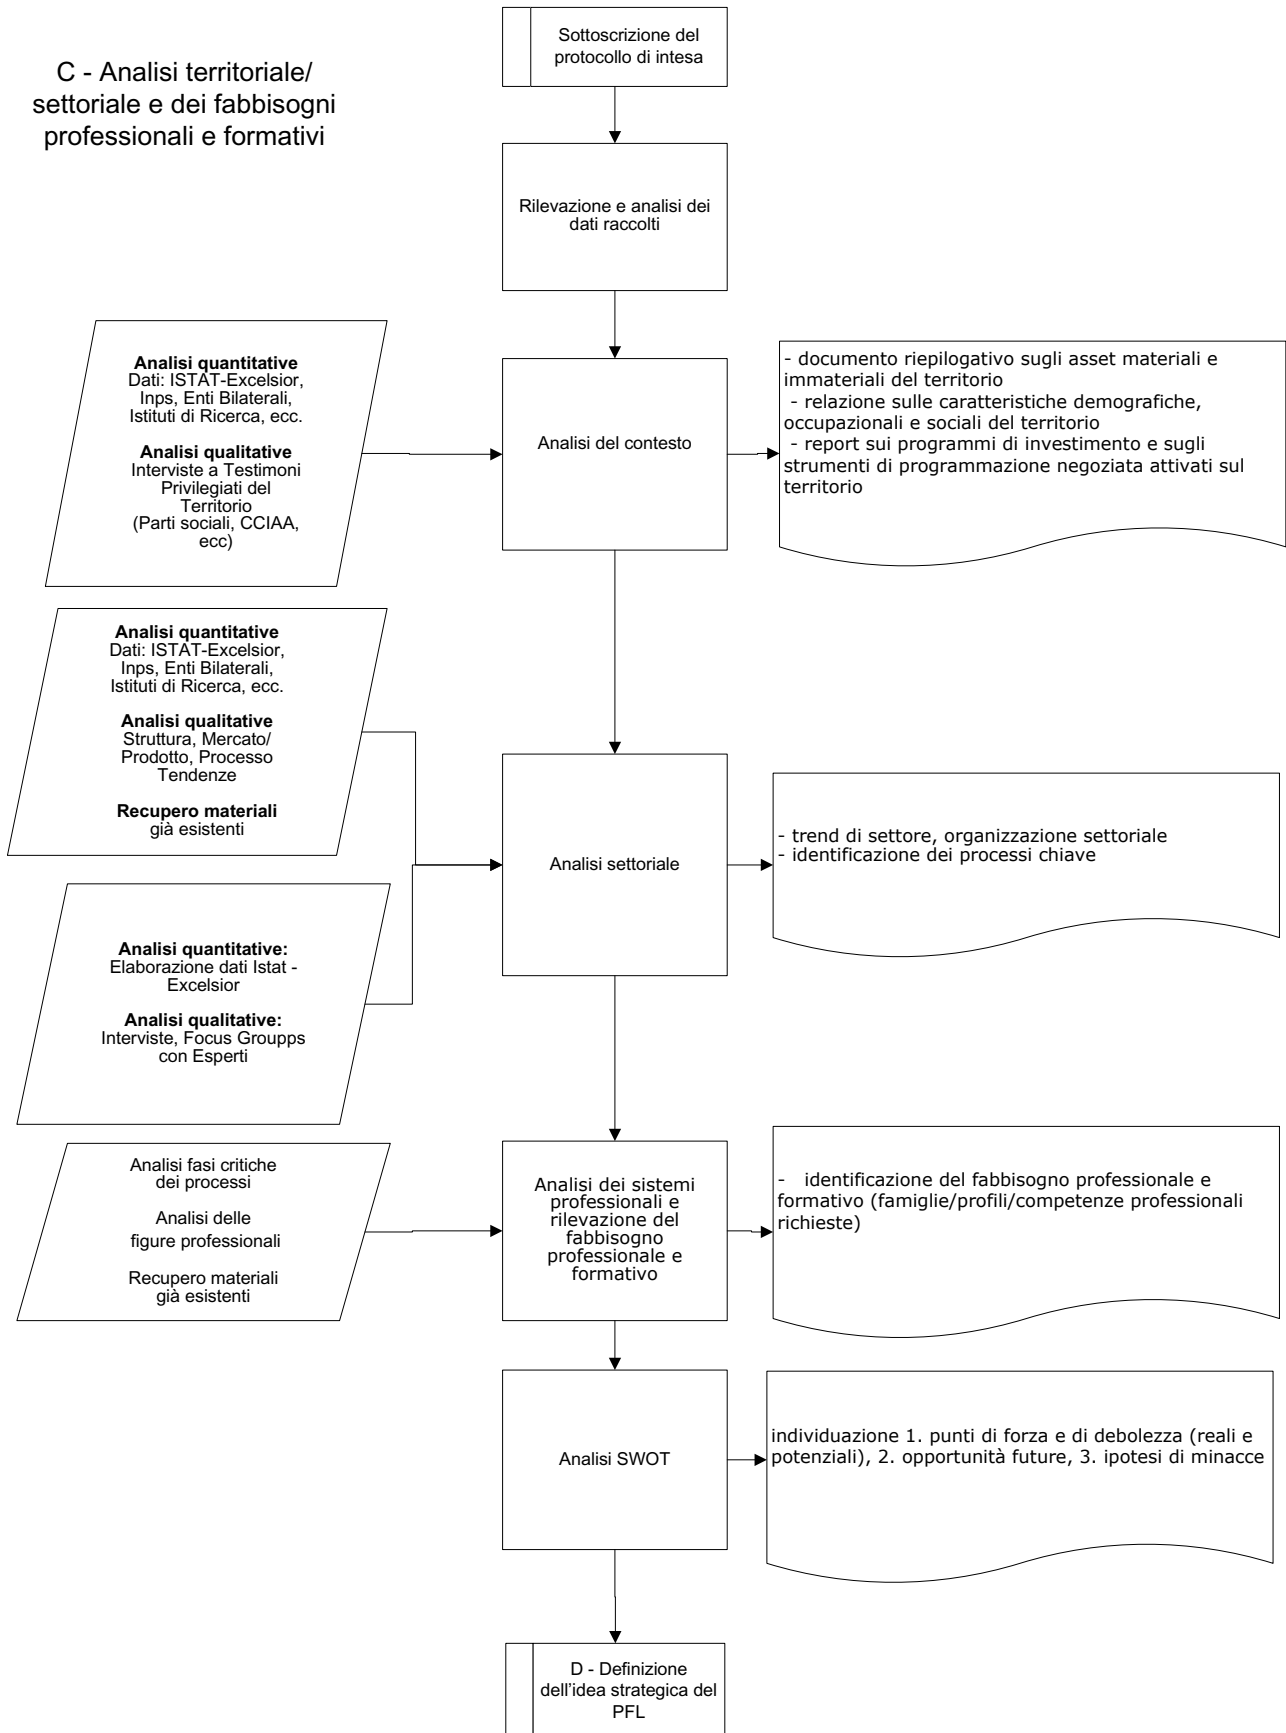 C - Analisi territoriale/
settoriale e dei fabbisogni
professionali e formativi
Sottoscrizione del
protocollo di intesa
Rilevazione e analisi dei
dati raccolti
Analisi quantitative
Dati: ISTAT-Excelsior,
Inps, Enti Bilaterali,
Istituti di Ricerca, ecc.
Analisi qualitative
Interviste a Testimoni
Privilegiati del
Territorio
(Parti sociali, CCIAA,
ecc)
Analisi del contesto
- documento riepilogativo sugli asset materiali e
immateriali del territorio
- relazione sulle caratteristiche demografiche,
occupazionali e sociali del territorio
- report sui programmi di investimento e sugli
strumenti di programmazione negoziata attivati sul
territorio
Analisi quantitative
Dati: ISTAT-Excelsior,
Inps, Enti Bilaterali,
Istituti di Ricerca, ecc.
Analisi qualitative
Struttura, Mercato/
Prodotto, Processo
Tendenze
Recupero materiali
già esistenti
Analisi quantitative:
Elaborazione dati Istat -
Excelsior
Analisi qualitative:
Interviste, Focus Groupps
con Esperti
Analisi settoriale
- trend di settore, organizzazione settoriale
- identificazione dei processi chiave
Analisi fasi critiche
dei processi
Analisi delle
figure professionali
Recupero materiali
già esistenti
Analisi dei sistemi
professionali e
rilevazione del
fabbisogno
professionale e
formativo
- identificazione del fabbisogno professionale e
formativo (famiglie/profili/competenze professionali
richieste)
Analisi SWOT
individuazione 1. punti di forza e di debolezza (reali e
potenziali), 2. opportunità future, 3. ipotesi di minacce
D - Definizione
dell'idea strategica del
PFL